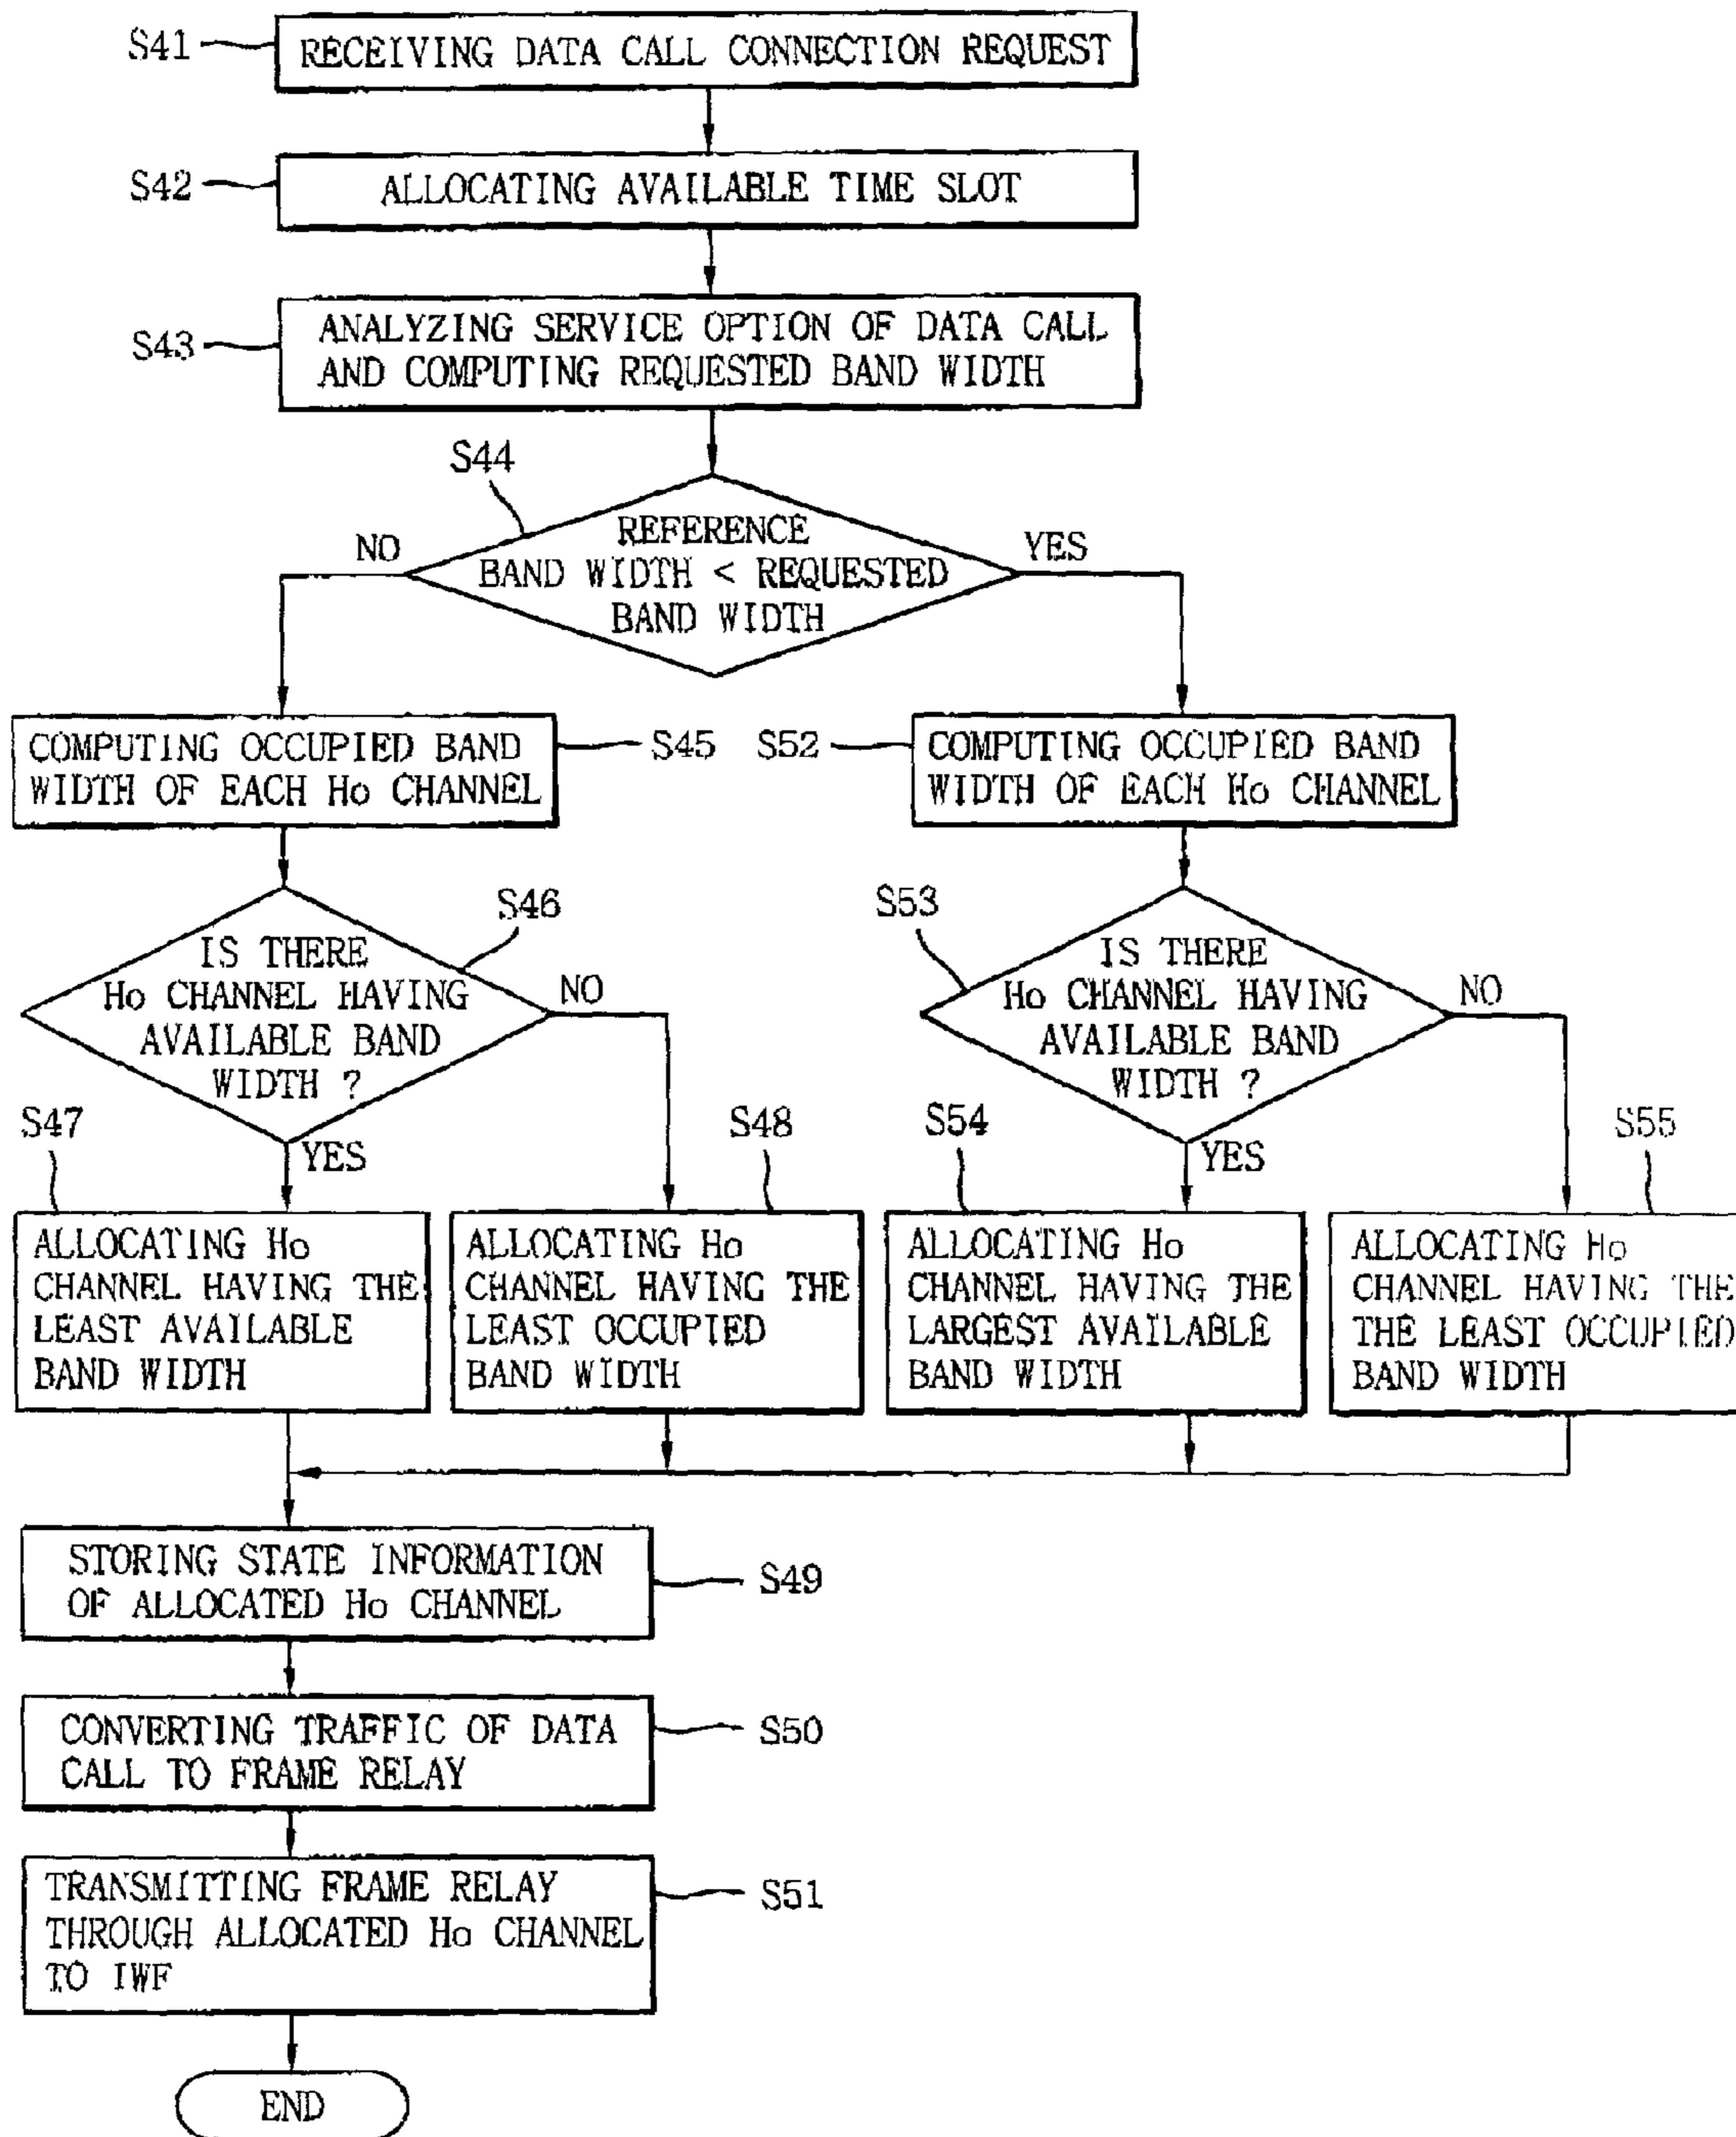 S41
RECEIVING DATA CALL CONNECTION REQUEST
S42
ALLOCATING AVAILABLE TIME SLOT
S43
ANALYZING SERVICE OPTION OF DATA CALL
AND COMPUTING REQUESTED BAND WIDTH
S44
NO
REFERENCE
BAND WIDTH < REQUESTED
BAND WIDTH
YES
COMPUTING OCCUPIED BAND
WIDTH OF EACH Ho CHANNEL
S45
S52
COMPUTING OCCUPIED BAND
WIDTH OF EACH Ho CHANNEL
S46
IS THERE
Ho CHANNEL HAVING
AVAILABLE BAND
WIDTH ?
NO
YES
S53
IS THERE
Ho CHANNEL HAVING
AVAILABLE BAND
WIDTH ?
NO
YES
S47
ALLOCATING Ho
CHANNEL HAVING THE
LEAST AVAILABLE
BAND WIDTH
S48
ALLOCATING Ho
CHANNEL HAVING THE
LEAST OCCUPIED
BAND WIDTH
S54
ALLOCATING Ho
CHANNEL HAVING THE
LARGEST AVAILABLE
BAND WIDTH
S55
ALLOCATING Ho
CHANNEL HAVING THE
THE LEAST OCCUPIED
BAND WIDTH
STORING STATE INFORMATION
OF ALLOCATED Ho CHANNEL
S49
CONVERTING TRAFFIC OF DATA
CALL TO FRAME RELAY
S50
TRANSMITTING FRAME RELAY
THROUGH ALLOCATED Ho CHANNEL
TO IWF
S51
END